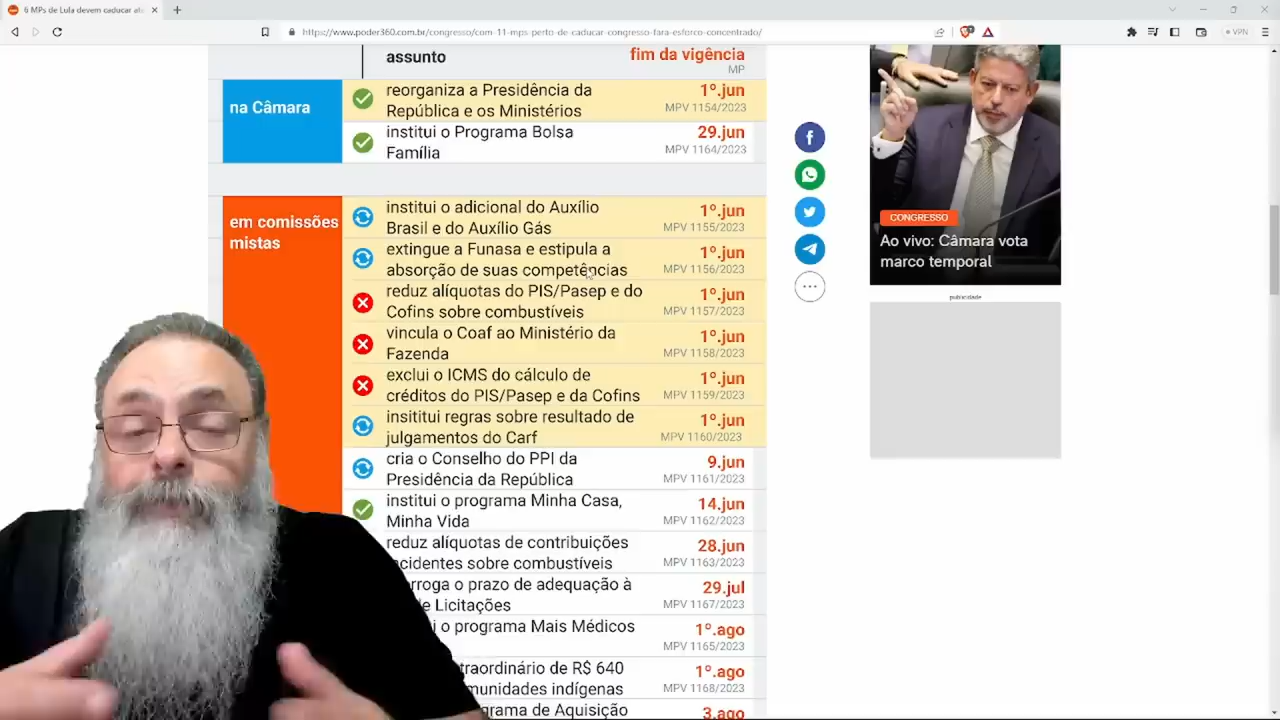 6 MPs de Lula devem caducar até
https://www.poder360.com.br/congresso/com-11-mps-perto-de-caducar-congresso-fara-esforco-concentrado/
VPN
assunto
fim da vigência
MP
na Câmara
reorganiza a Presidência da
República e os Ministérios
1º.jun
MPV 1154/2023
institui o Programa Bolsa
Família
29.jun
MPV 1164/2023
em comissões
mistas
institui o adicional do Auxílio
Brasil e do Auxílio Gás
1º.jun
MPV 1155/2023
extingue a Funasa e estipula a
absorção de suas competências
1º.jun
MPV 1156/2023
reduz alíquotas do PIS/Pasep e do
Cofins sobre combustíveis
1º.jun
MPV 1157/2023
vincula o Coaf ao Ministério da
Fazenda
1º.jun
MPV 1158/2023
exclui o ICMS do cálculo de
créditos do PIS/Pasep e da Cofins
1º.jun
MPV 1159/2023
insititui regras sobre resultado de
julgamentos do Carf
1º.jun
MPV 1160/2023
cria o Conselho do PPI da
Presidência da República
9.jun
MPV 1161/2023
institui o programa Minha Casa,
Minha Vida
14.jun
MPV 1162/2023
reduz alíquotas de contribuições
ncidentes sobre combustíveis
28.jun
MPV 1163/2023
rroga o prazo de adequação à
e Licitações
29.jul
MPV 1167/2023
i o programa Mais Médicos
1º.ago
MPV 1165/2023
traordinário de R$ 640
munidades indígenas
1º.ago
MPV 1168/2023
grama de Aquisição
3.ago
CONGRESSO
Ao vivo: Câmara vota
marco temporal
publicidade